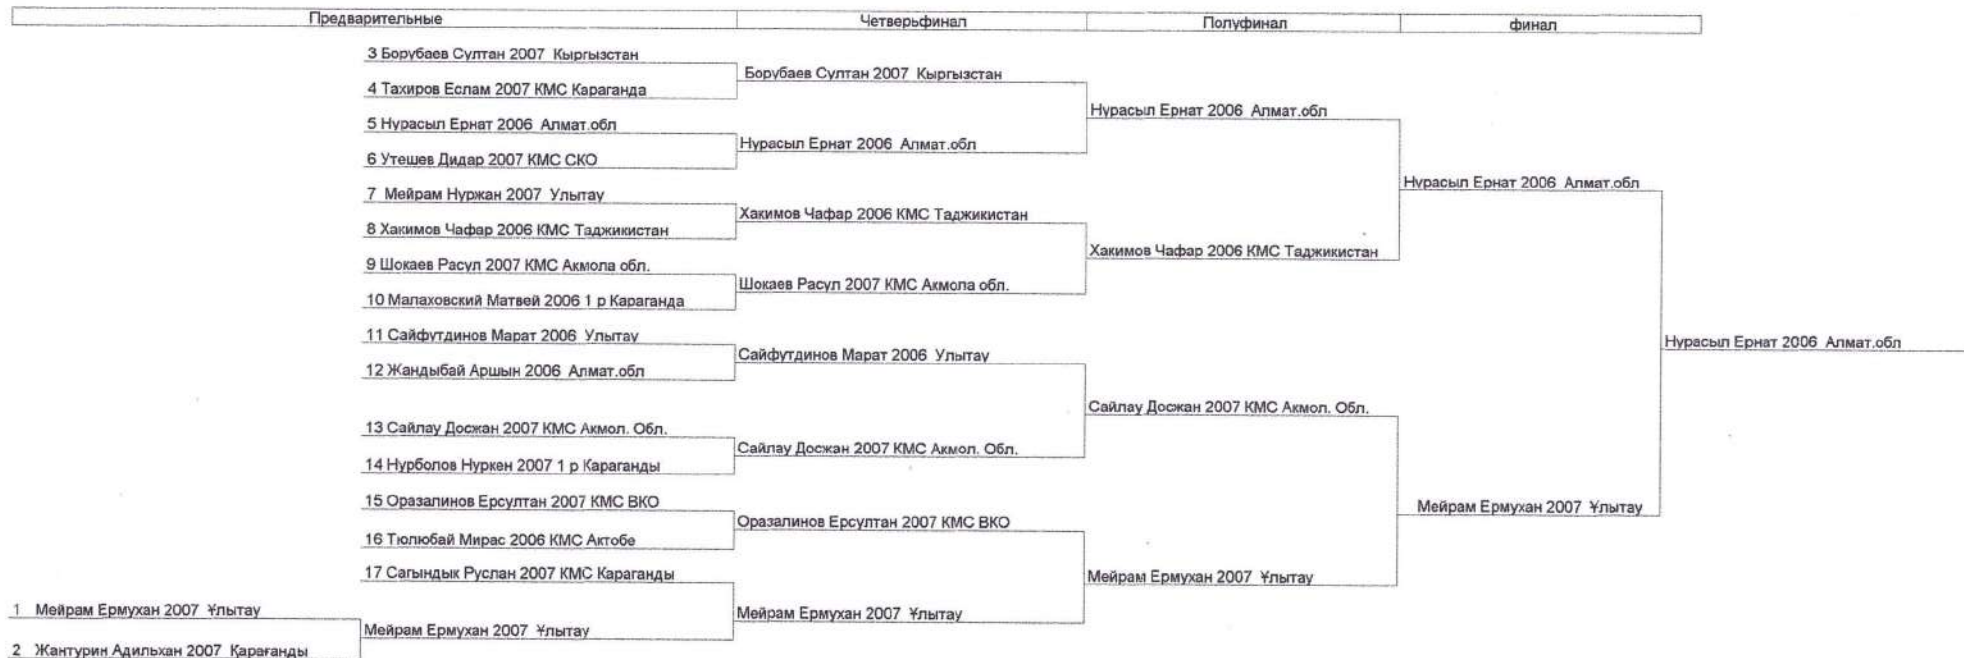 Предварительные Четверьфинал Полуфинал финал
3 Борубаев Султан 2007 Кыргызстан
Борубаев Султан 2007 Кыргызстан
4 Тахиров Еслам 2007 КМС Караганда
Нурасыл Ернат 2006 Алмат.обл
5 Нурасыл Ернат 2006 Алмат.обл
Нурасыл Ернат 2006 Алмат.обл
6 Утешев Дидар 2007 КМС СКО
Нурасыл Ернат 2006 Алмат.обл
7 Мейрам Нуржан 2007 Улытау
Хакимов Чафар 2006 КМС Таджикистан
8 Хакимов Чафар 2006 КМС Таджикистан
Хакимов Чафар 2006 КМС Таджикистан
9 Шокаев Расул 2007 КМС Акмола обл.
Шокаев Расул 2007 КМС Акмола обл.
10 Малаховский Матвей 2006 1 р Караганда
11 Сайфутдинов Марат 2006 Улытау
Нурасыл Ернат 2006 Алмат.обл
Сайфутдинов Марат 2006 Улытау
12 Жандыбай Аршын 2006 Алмат.обл
Сайлау Досжан 2007 КМС Акмол. Обл.
13 Сайлау Досжан 2007 КМС Акмол. Обл.
Сайлау Досжан 2007 КМС Акмол. Обл.
14 Нурболов Нуркен 2007 1 р Караганды
15 Оразалинов Ерсултан 2007 КМС ВКО
Мейрам Ермухан 2007 Ұлытау
Оразалинов Ерсултан 2007 КМС ВКО
16 Тюлюбай Мирас 2006 КМС Актобе
17 Сагындык Руслан 2007 КМС Караганды
Мейрам Ермухан 2007 Ұлытау
1 Мейрам Ермухан 2007 Ұлытау
Мейрам Ермухан 2007 Ұлытау
Мейрам Ермухан 2007 Ұлытау
2 Жантурин Адильхан 2007 Қарағанды